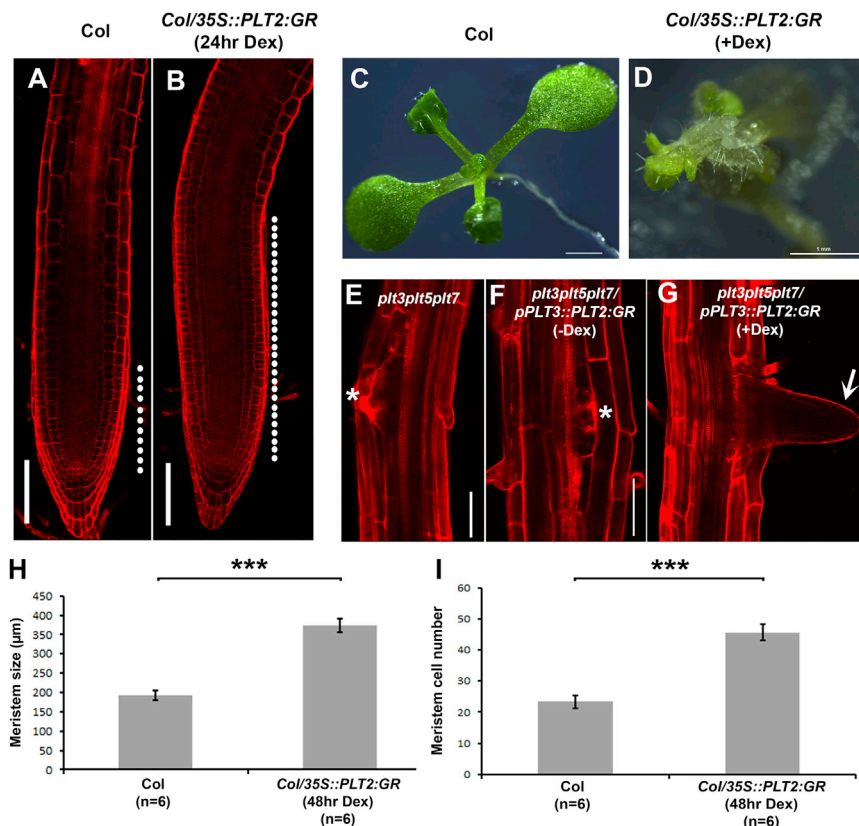 Col
Col/35S::PLT2:GR
(24hr Dex)
Col
Col/35S::PLT2:GR
(+Dex)
A
B
C
D
1 mm
E
plt3plt5plt7
*
F
plt3plt5plt7/
pPLT3::PLT2:GR
(-Dex)
*
G
plt3plt5plt7/
pPLT3::PLT2:GR
(+Dex)
H
***
Meristem size (µm)
450
400
350
300
250
200
150
100
50
0
Col
(n=6)
Col/35S::PLT2:GR
(48hr Dex)
(n=6)
I
***
Meristem cell number
60
50
40
30
20
10
0
Col
(n=6)
Col/35S::PLT2:GR
(48hr Dex)
(n=6)